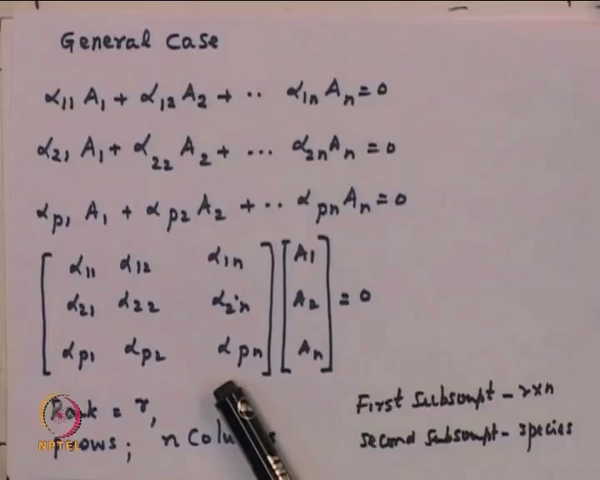 General Case
α11 A1 + α12 A2 + ·· α1n An = 0
α21 A1 + α22 A2 + ... α2n An = 0
αp1 A1 + αp2 A2 + ·· αpn An = 0
[ α11 α12 α1n ] [ A1 ]
[ α21 α22 α2n ] [ A2 ] = 0
[ αp1 αp2 αpn ] [ An ]
= r,
n
First Subscript - rxn
Second Subscript - species
NPTEL